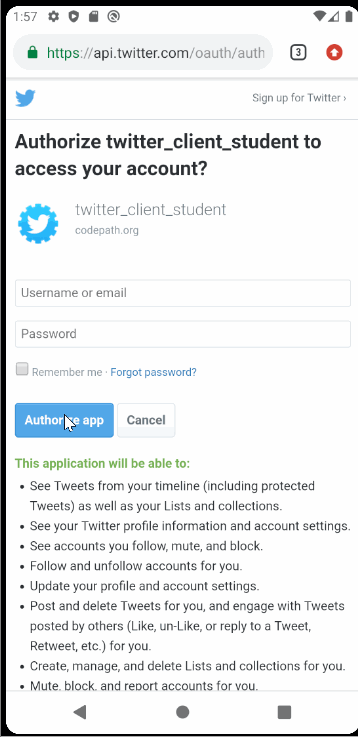 1:57
https://api.twitter.com/oauth/auth
3
Sign up for Twitter ›
Authorize twitter_client_student to
access your account?
twitter_client_student
codepath.org
Username or email
Password
Remember me · Forgot password?
Authorize app
Cancel
This application will be able to:
• See Tweets from your timeline (including protected
Tweets) as well as your Lists and collections.
• See your Twitter profile information and account settings.
• See accounts you follow, mute, and block.
• Follow and unfollow accounts for you.
• Update your profile and account settings.
• Post and delete Tweets for you, and engage with Tweets
posted by others (Like, un-Like, or reply to a Tweet,
Retweet, etc.) for you.
• Create, manage, and delete Lists and collections for you.
• Mute, block, and report accounts for you.